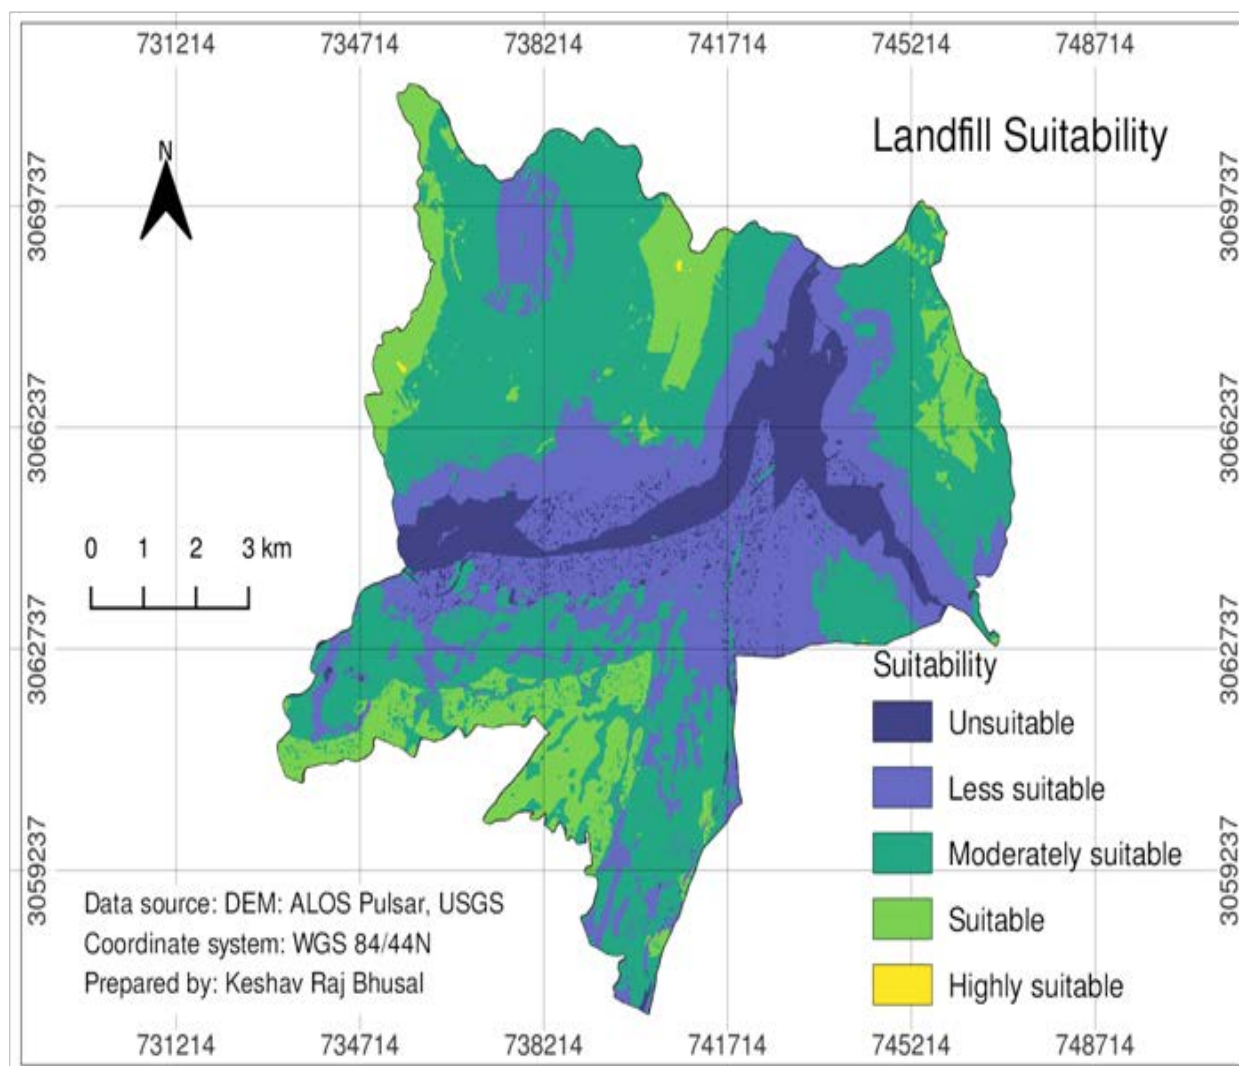 731214 734714 738214 741714 745214 748714
Landfill Suitability
N
3069737 3069737
3066237 3066237
0 1 2 3 km
3062737 3062737
Suitability
Unsuitable
Less suitable
Moderately suitable
Suitable
Highly suitable
3059237 3059237
Data source: DEM: ALOS Pulsar, USGS
Coordinate system: WGS 84/44N
Prepared by: Keshav Raj Bhusal
731214 734714 738214 741714 745214 748714